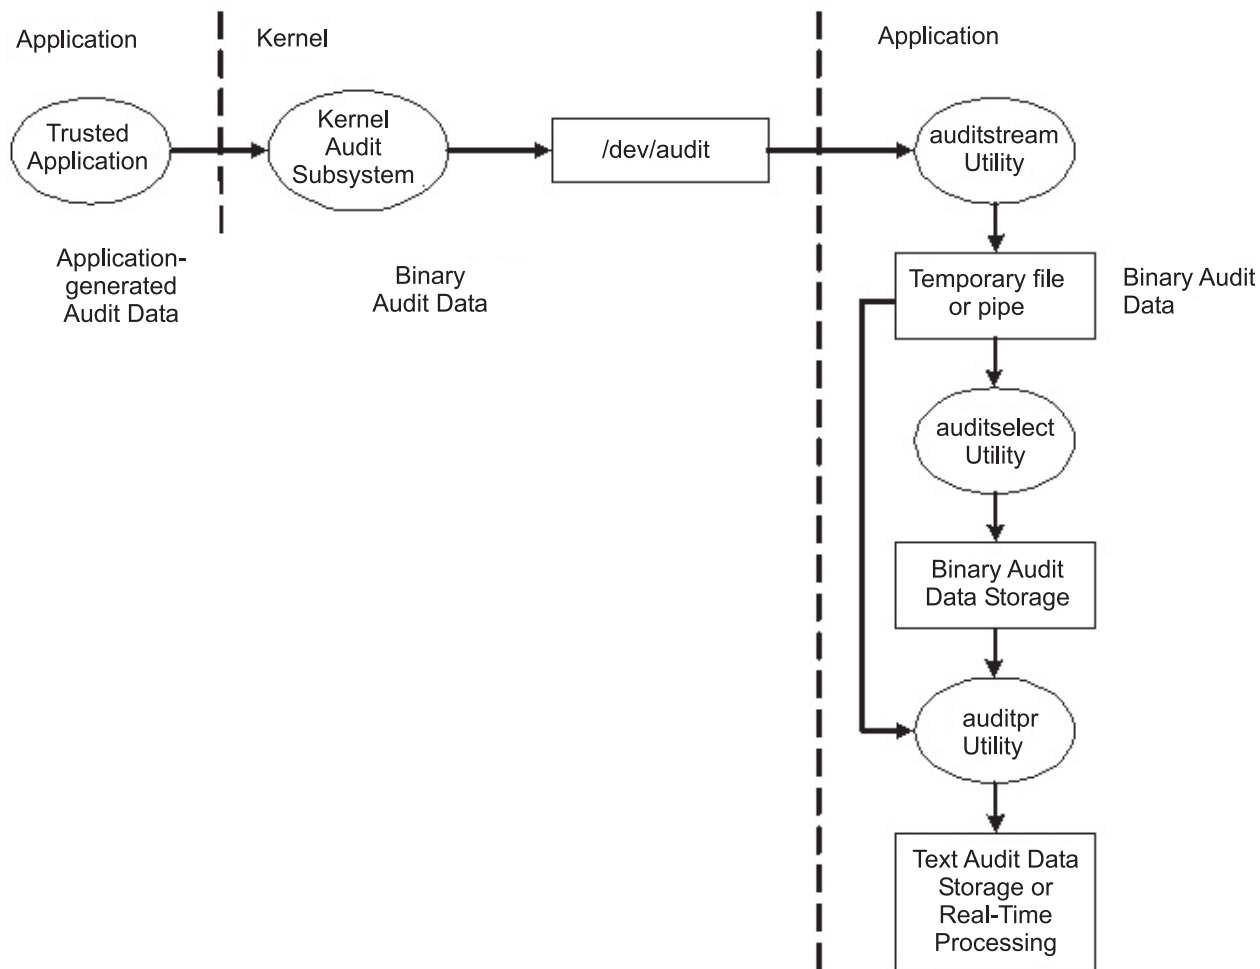 Application
Kernel
Application
Trusted
Application
Kernel
Audit
Subsystem
/dev/audit
auditstream
Utility
Application-
generated
Audit Data
Binary
Audit Data
Temporary file
or pipe
Binary Audit
Data
auditselect
Utility
Binary Audit
Data Storage
auditpr
Utility
Text Audit Data
Storage or
Real-Time
Processing